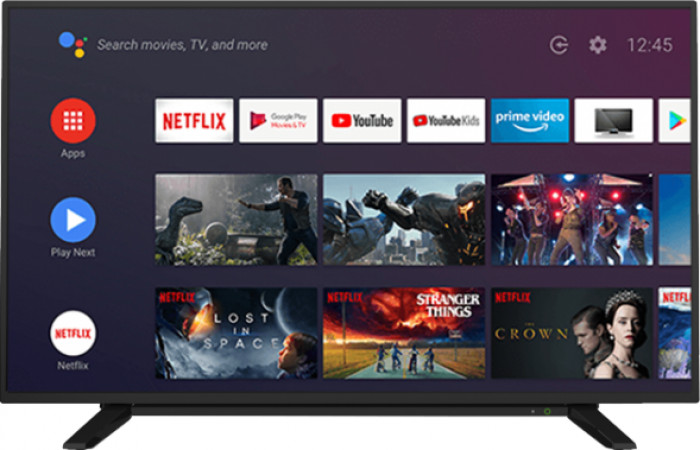 Search movies, TV, and more
12:45
Apps
NETFLIX
Google Play
Movies & TV
YouTube
YouTube Kids
prime video
Play Next
NETFLIX
Netflix
NETFLIX
LOST
IN
SPACE
NETFLIX
STRANGER
THINGS
NETFLIX
THE
CROWN
NETFL